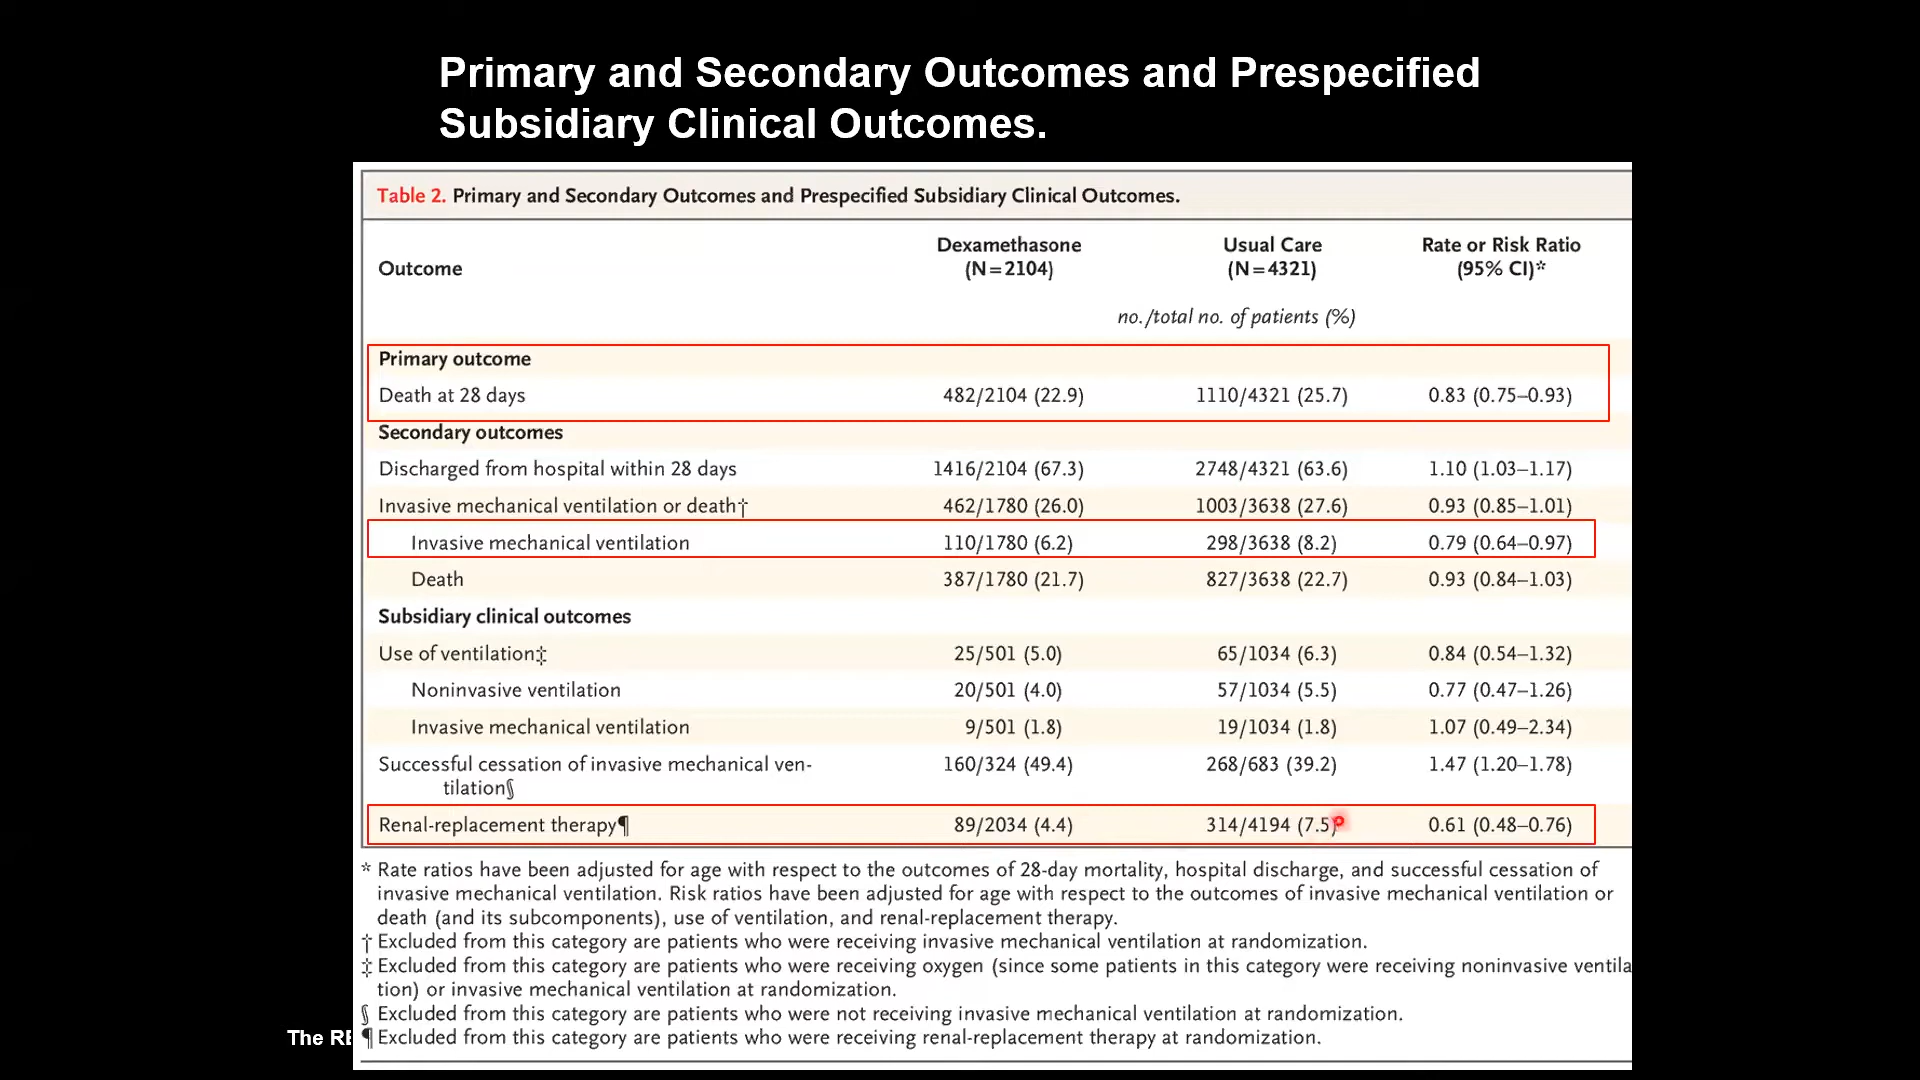 Primary and Secondary Outcomes and Prespecified
Subsidiary Clinical Outcomes.
Table 2. Primary and Secondary Outcomes and Prespecified Subsidiary Clinical Outcomes.
Outcome Dexamethasone (N=2104) Usual Care (N=4321) Rate or Risk Ratio (95% CI)*
no./total no. of patients (%)
Primary outcome
Death at 28 days 482/2104 (22.9) 1110/4321 (25.7) 0.83 (0.75–0.93)
Secondary outcomes
Discharged from hospital within 28 days 1416/2104 (67.3) 2748/4321 (63.6) 1.10 (1.03–1.17)
Invasive mechanical ventilation or death† 462/1780 (26.0) 1003/3638 (27.6) 0.93 (0.85–1.01)
Invasive mechanical ventilation 110/1780 (6.2) 298/3638 (8.2) 0.79 (0.64–0.97)
Death 387/1780 (21.7) 827/3638 (22.7) 0.93 (0.84–1.03)
Subsidiary clinical outcomes
Use of ventilation‡ 25/501 (5.0) 65/1034 (6.3) 0.84 (0.54–1.32)
Noninvasive ventilation 20/501 (4.0) 57/1034 (5.5) 0.77 (0.47–1.26)
Invasive mechanical ventilation 9/501 (1.8) 19/1034 (1.8) 1.07 (0.49–2.34)
Successful cessation of invasive mechanical ven- 160/324 (49.4) 268/683 (39.2) 1.47 (1.20–1.78)
tilation§
Renal-replacement therapy¶ 89/2034 (4.4) 314/4194 (7.5) 0.61 (0.48–0.76)
* Rate ratios have been adjusted for age with respect to the outcomes of 28-day mortality, hospital discharge, and successful cessation of
invasive mechanical ventilation. Risk ratios have been adjusted for age with respect to the outcomes of invasive mechanical ventilation or
death (and its subcomponents), use of ventilation, and renal-replacement therapy.
† Excluded from this category are patients who were receiving invasive mechanical ventilation at randomization.
‡ Excluded from this category are patients who were receiving oxygen (since some patients in this category were receiving noninvasive ventila
tion) or invasive mechanical ventilation at randomization.
§ Excluded from this category are patients who were not receiving invasive mechanical ventilation at randomization.
¶ Excluded from this category are patients who were receiving renal-replacement therapy at randomization.
The